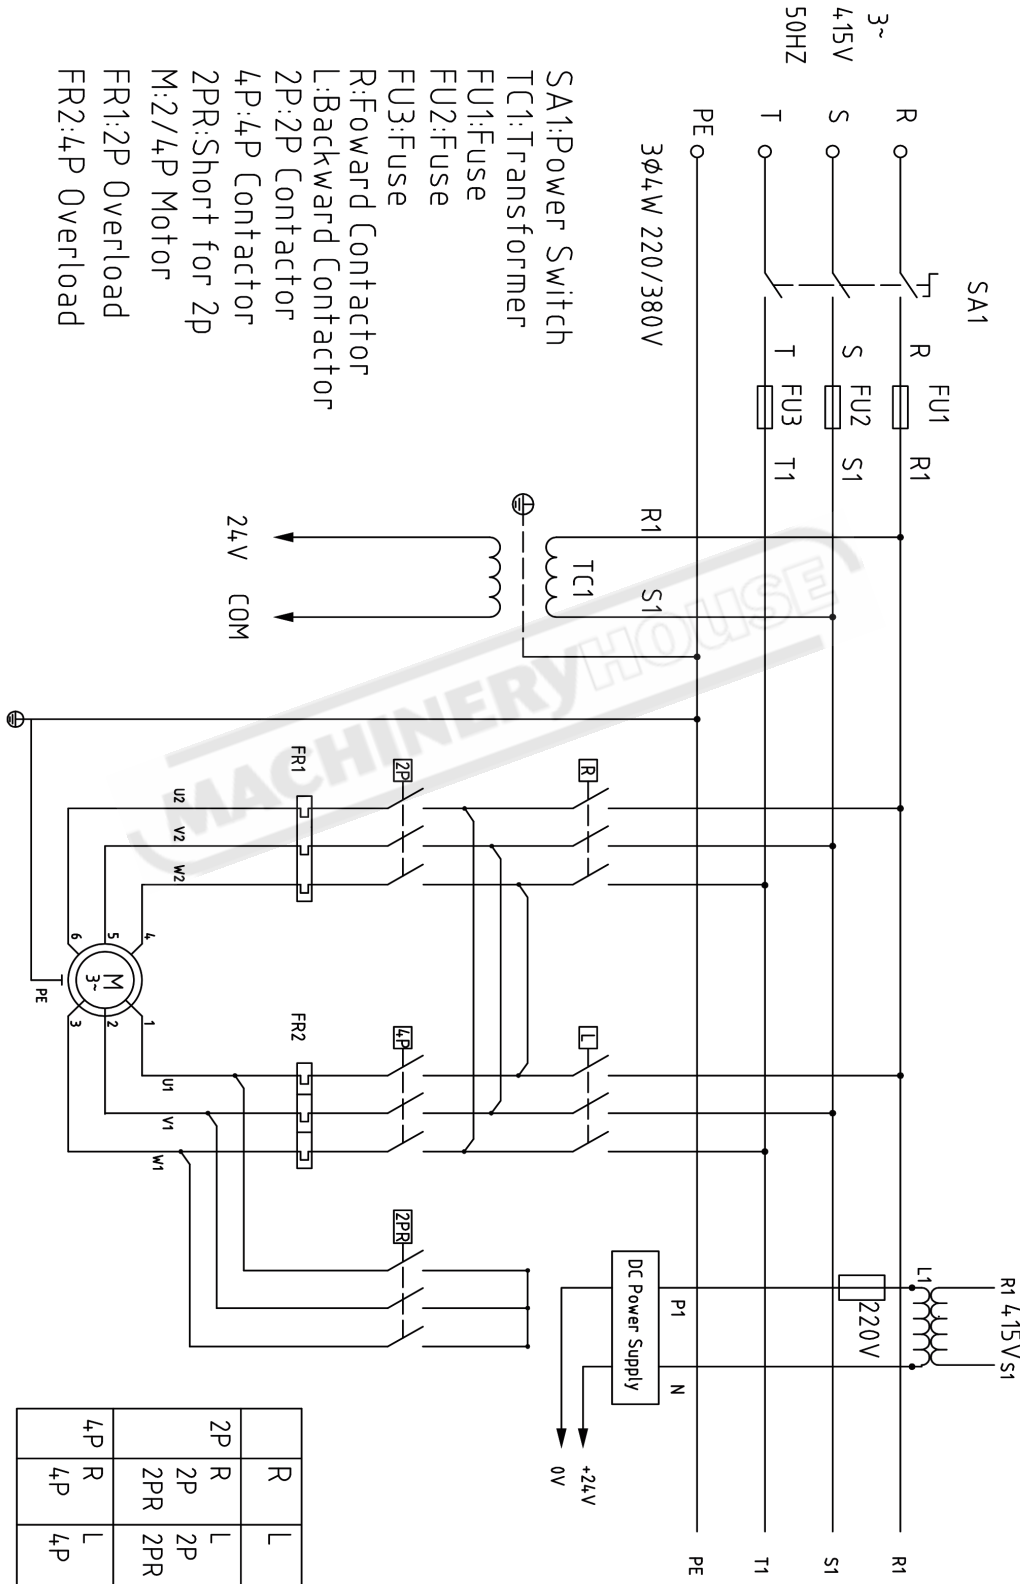 3~
415V
50HZ
R
S
T
PE
3Ø4W 220/380V
SA1
R
S
T
FU1
FU2
FU3
R1
S1
T1
SA1:Power Switch
TC1:Transformer
FU1:Fuse
FU2:Fuse
FU3:Fuse
R:Foward Contactor
L:Backward Contactor
2P:2P Contactor
4P:4P Contactor
2PR:Short for 2p
M:2/4P Motor
FR1:2P Overload
FR2:4P Overload
R1
S1
TC1
24V
COM
MACHINERYHOUSE
R
2P
FR1
U2
V2
W2
6
5
4
M
3~
PE
3
2
1
L
4P
FR2
U1
V1
W1
2PR
R1 415V S1
L1
220V
P1
N
DC Power Supply
+24V
0V
R1
S1
T1
PE
R L
2P R L
2P 2P
2PR 2PR
4P R L
4P 4P